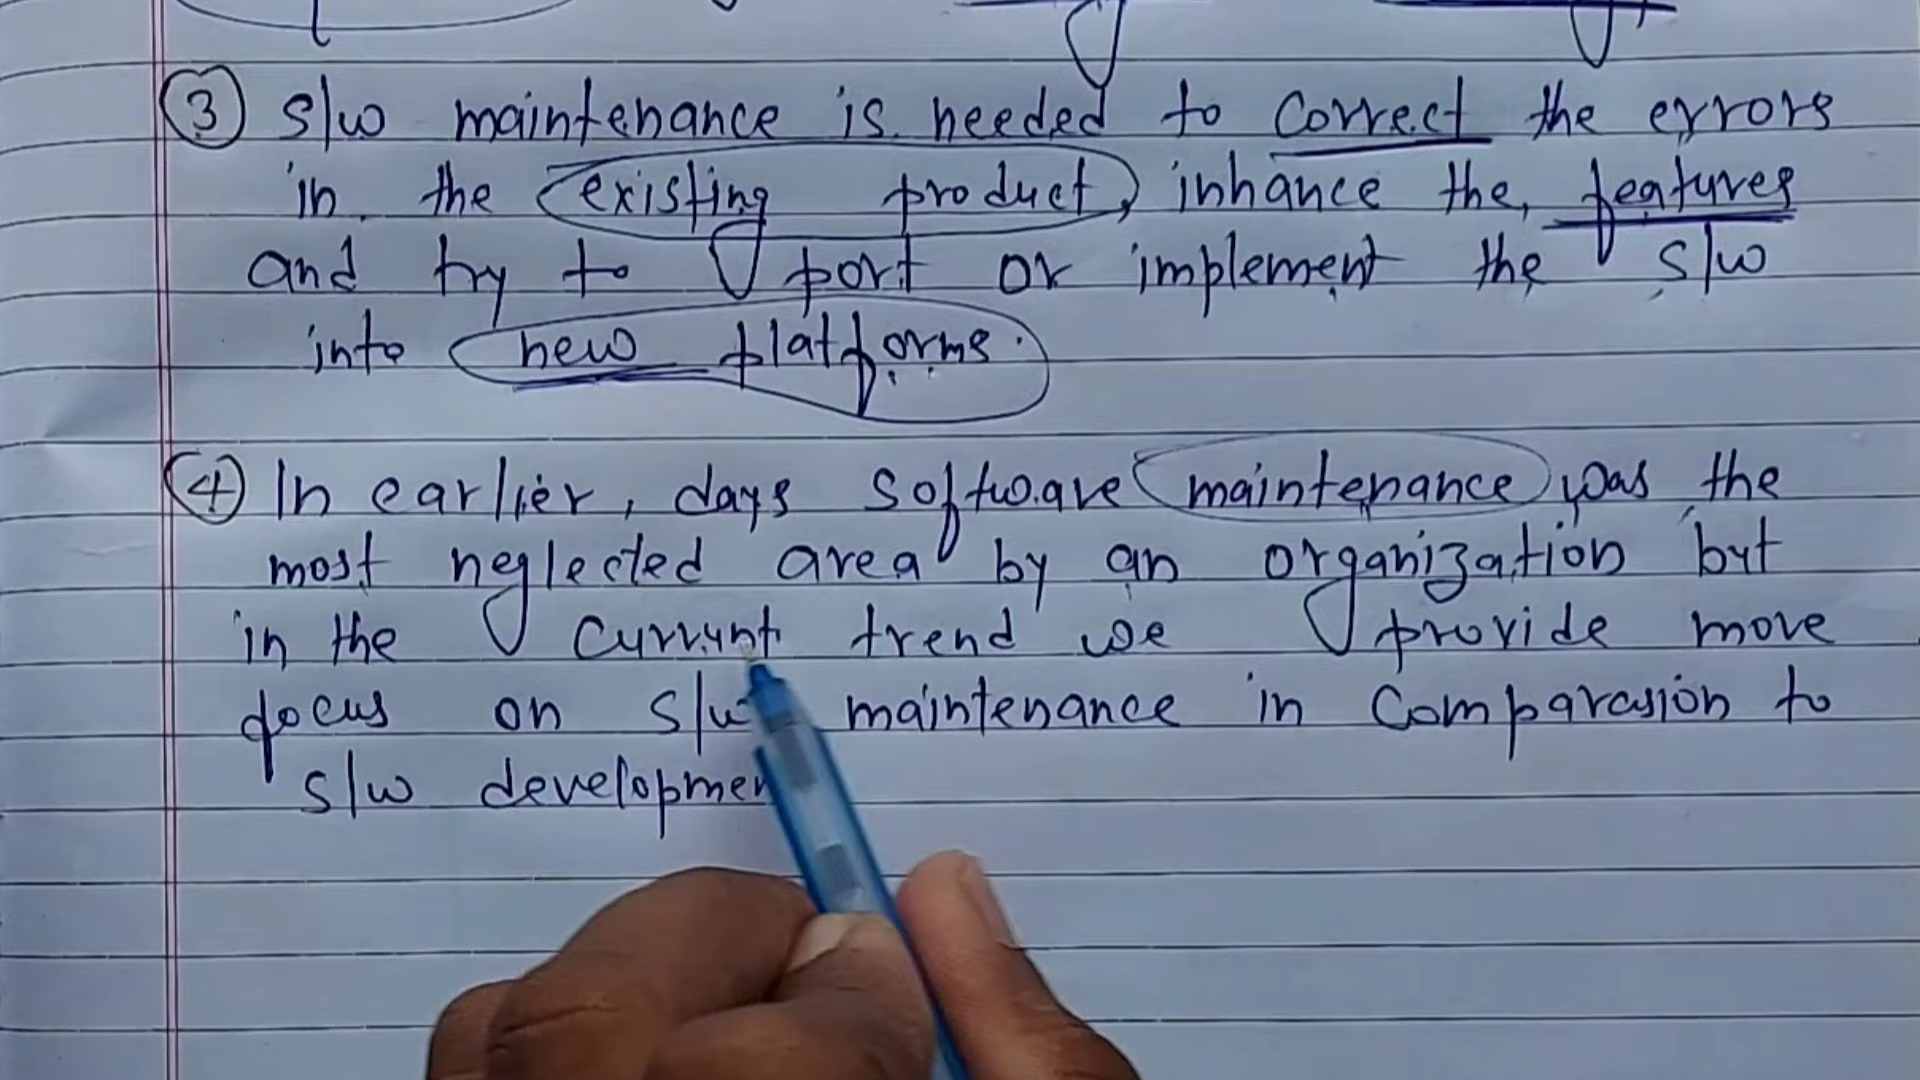 ③ S/w maintenance is needed to correct the errors
in the existing product, inhance the, features
and try to port or implement the s/w
into new platforms.
④ In earlier, days software maintenance was the
most neglected area by an organization but
in the currunt trend we provide more
focus on s/w maintenance in comparasion to
s/w developmen